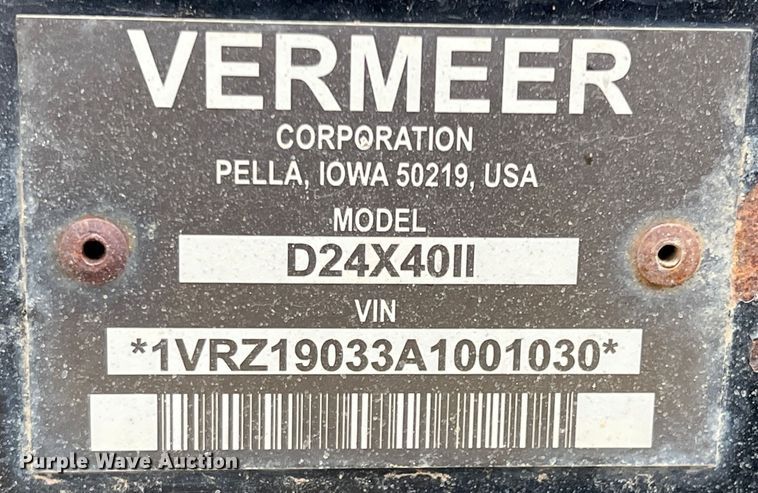 VERMEER
CORPORATION
PELLA, IOWA 50219, USA
MODEL
D24X40II
VIN
*1VRZ19033A1001030*
Purple Wave Auction